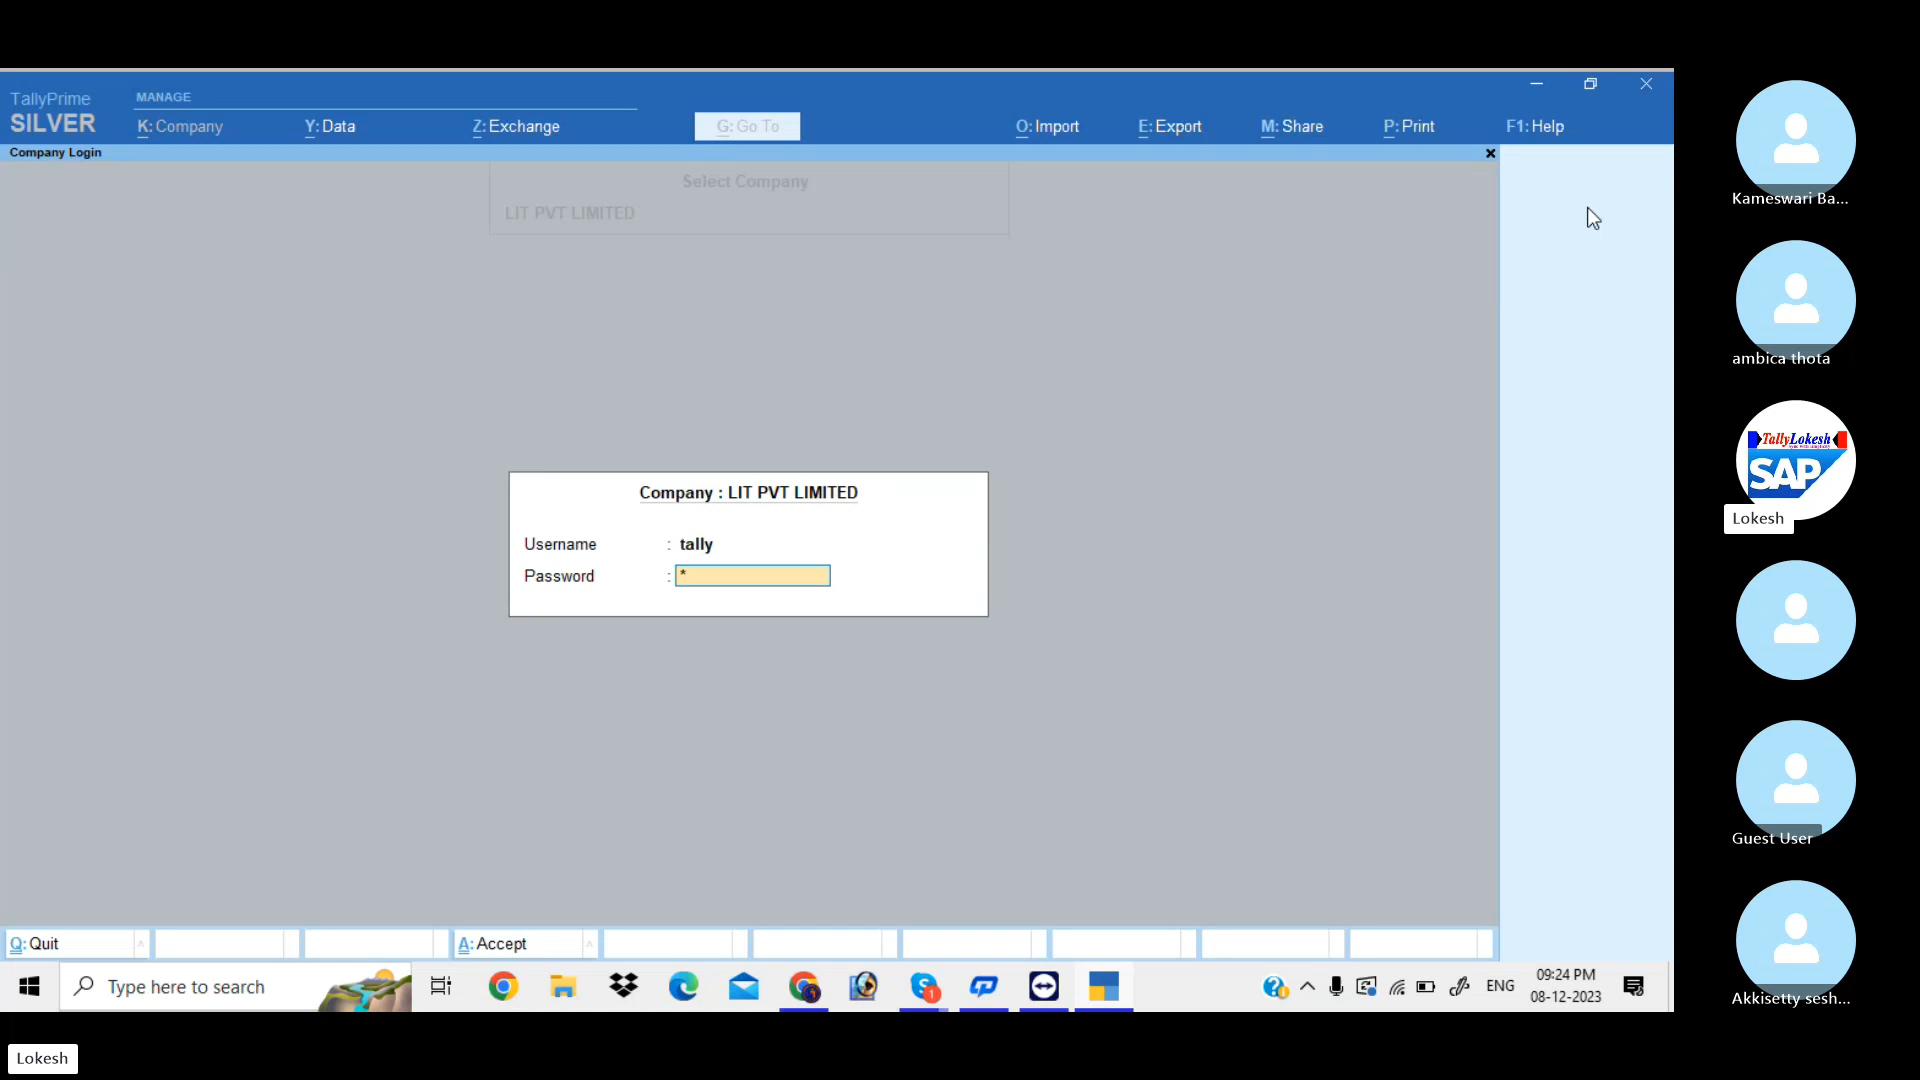 TallyPrime
SILVER
MANAGE
K: Company
Y: Data
Z: Exchange
G: Go To
O: Import
E: Export
M: Share
P: Print
F1: Help
Company Login
Select Company
LIT PVT LIMITED
Company : LIT PVT LIMITED
Username : tally
Password : *
Q: Quit
A: Accept
Type here to search
ENG
09:24 PM
08-12-2023
Kameswari Ba...
ambica thota
TallyLokesh
SAP
Lokesh
Guest User
Akkisetty sesh...
Lokesh